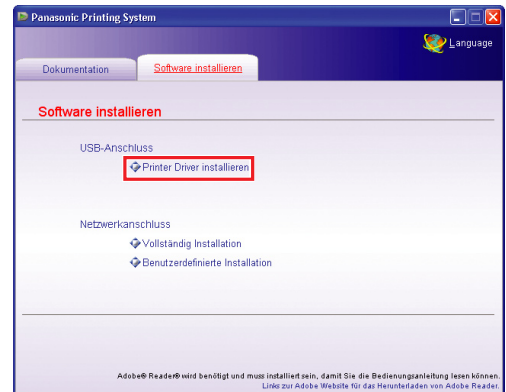 Panasonic Printing System
Language
Dokumentation
Software installieren
Software installieren
USB-Anschluss
Printer Driver installieren
Netzwerkanschluss
Vollständig Installation
Benutzerdefinierte Installation
Adobe® Reader® wird benötigt und muss installiert sein, damit Sie die Bedienungsanleitung lesen können.
Links zur Adobe Website für das Herunterladen von Adobe Reader.